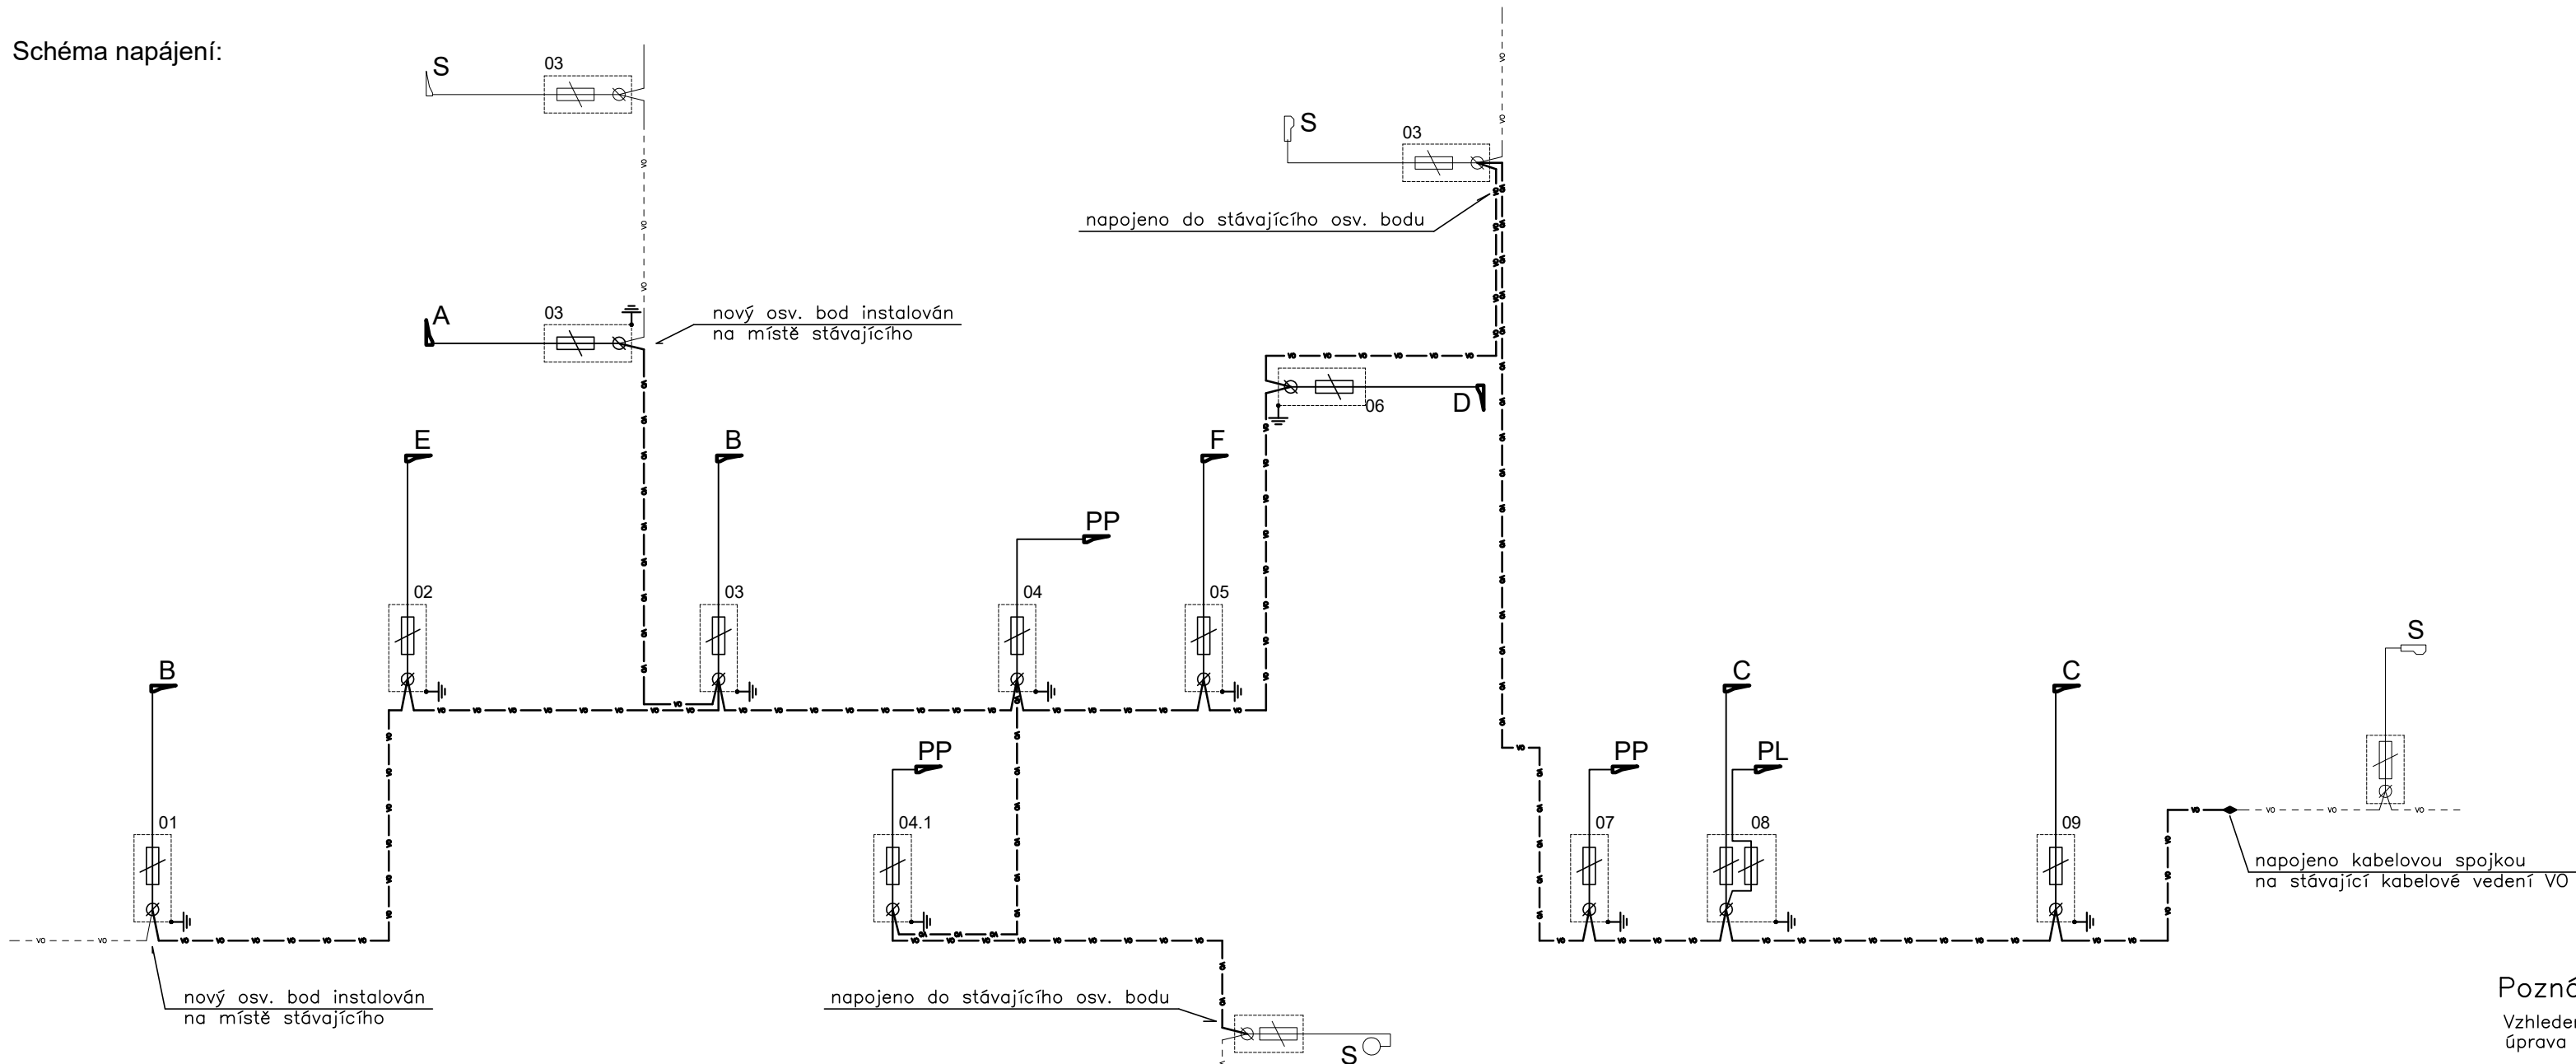 Schéma napájení:
S
03
S
03
napojeno do stávajícího osv. bodu
A
03
nový osv. bod instalován
na místě stávajícího
D
06
E
B
F
PP
02
03
04
05
B
PP
PP
C
PL
C
S
01
04.1
07
08
09
napojeno kabelovou spojkou
na stávající kabelové vedení VO
nový osv. bod instalován
na místě stávajícího
napojeno do stávajícího osv. bodu
S
úprava